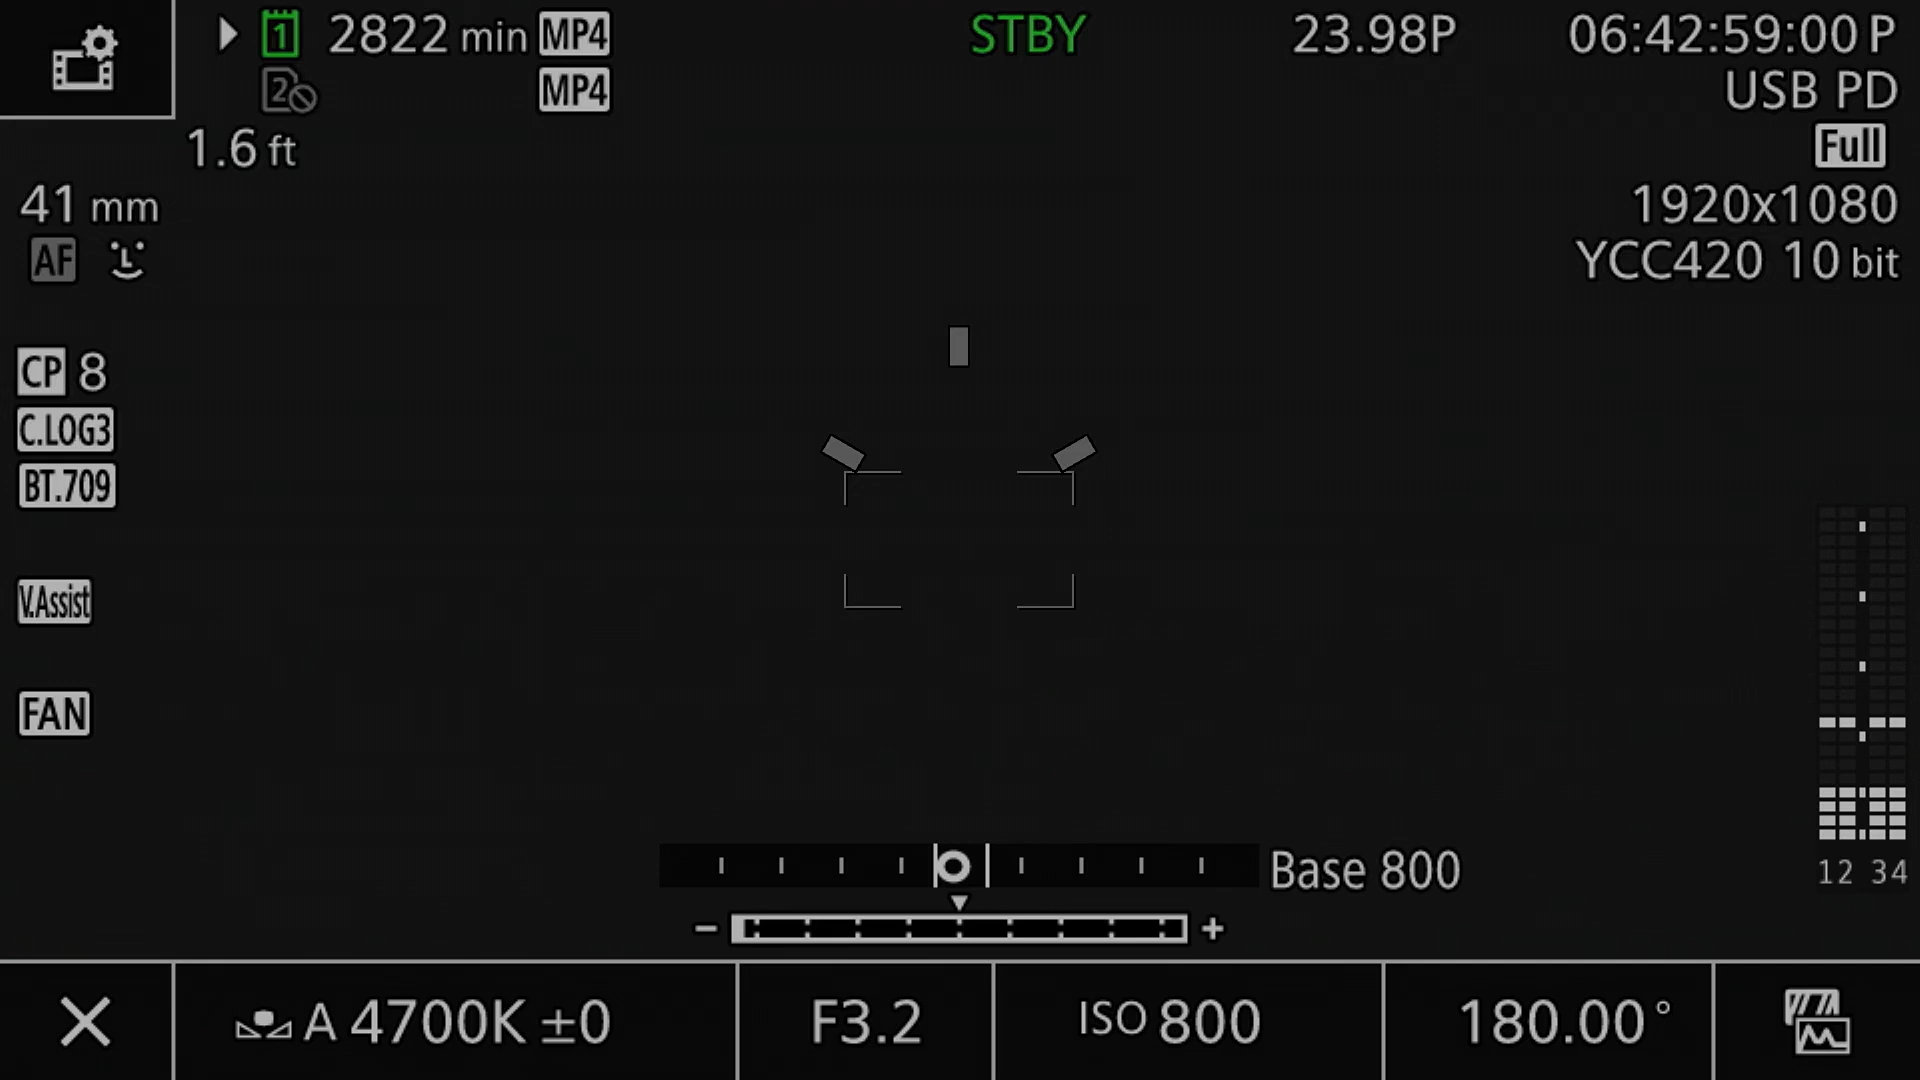 1 2822 min MP4 STBY 23.98P 06:42:59:00 P
2 MP4 USB PD
1.6 ft Full
41 mm 1920x1080
AF L YCC420 10 bit
CP 8
C.LOG3
BT.709
V.Assist
FAN
Base 800
12 34
− +
A 4700K ±0 F3.2 ISO 800 180.00°